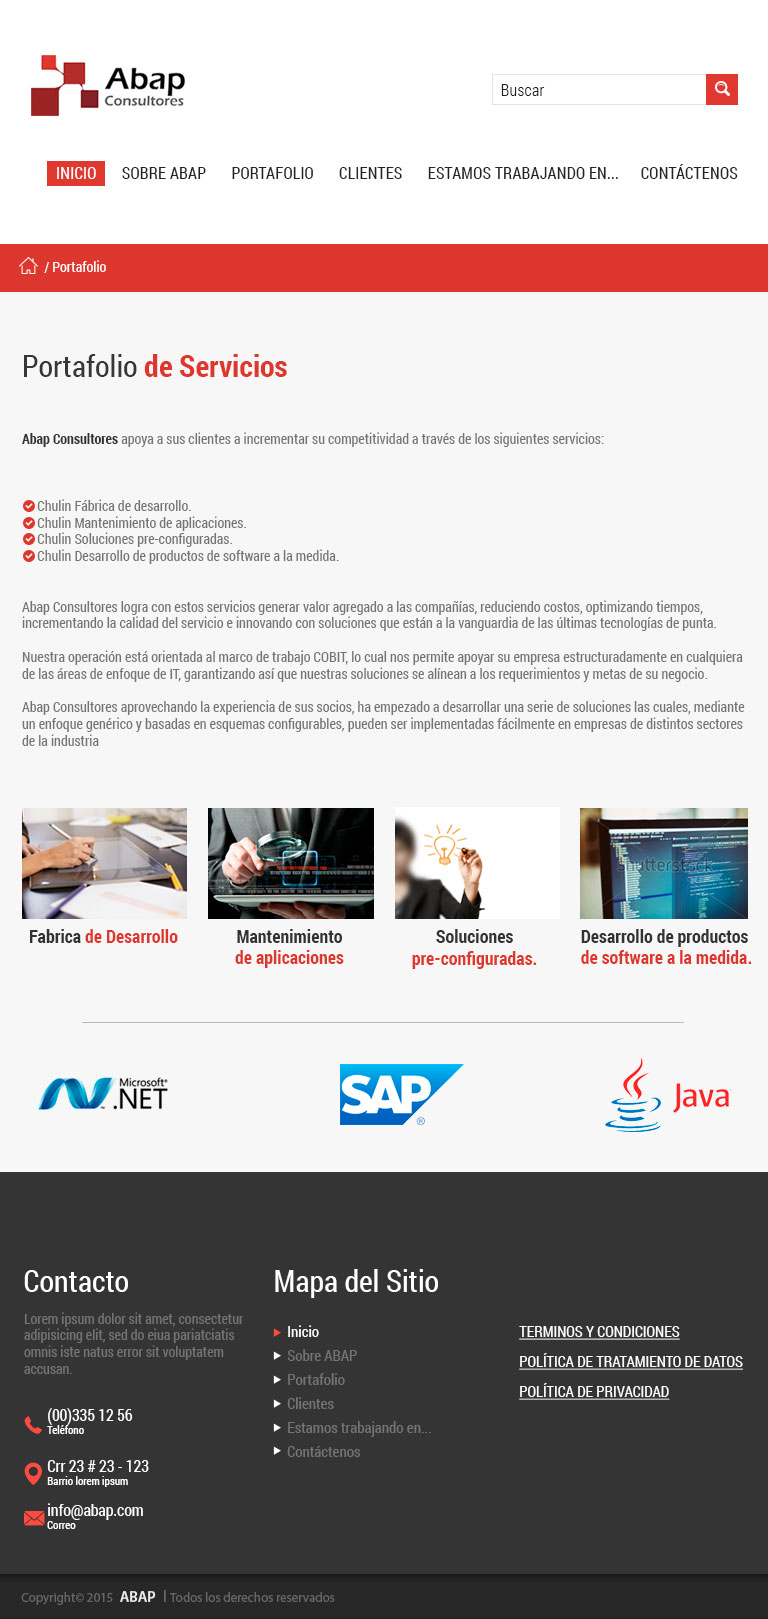 Abap
Consultores
Buscar
INICIO SOBRE ABAP PORTAFOLIO CLIENTES ESTAMOS TRABAJANDO EN... CONTÁCTENOS
/ Portafolio
Portafolio de Servicios
Abap Consultores apoya a sus clientes a incrementar su competitividad a través de los siguientes servicios:
Chulin Fábrica de desarrollo.
Chulin Mantenimiento de aplicaciones.
Chulin Soluciones pre-configuradas.
Chulin Desarrollo de productos de software a la medida.
Abap Consultores logra con estos servicios generar valor agregado a las compañías, reduciendo costos, optimizando tiempos,
incrementando la calidad del servicio e innovando con soluciones que están a la vanguardia de las últimas tecnologías de punta.
Nuestra operación está orientada al marco de trabajo COBIT, lo cual nos permite apoyar su empresa estructuradamente en cualquiera
de las áreas de enfoque de IT, garantizando así que nuestras soluciones se alínean a los requerimientos y metas de su negocio.
Abap Consultores aprovechando la experiencia de sus socios, ha empezado a desarrollar una serie de soluciones las cuales, mediante
un enfoque genérico y basadas en esquemas configurables, pueden ser implementadas fácilmente en empresas de distintos sectores
de la industria
shutterstock
Fabrica de Desarrollo
Mantenimiento
de aplicaciones
Soluciones
pre-configuradas.
Desarrollo de productos
de software a la medida.
Microsoft®
.NET
SAP®
Java
Contacto
Lorem ipsum dolor sit amet, consectetur
adipisicing elit, sed do eiua pariatciatis
omnis iste natus error sit voluptatem
accusan.
(00)335 12 56
Teléfono
Crr 23 # 23 - 123
Barrio lorem ipsum
info@abap.com
Correo
Mapa del Sitio
Inicio
Sobre ABAP
Portafolio
Clientes
Estamos trabajando en...
Contáctenos
TERMINOS Y CONDICIONES
POLÍTICA DE TRATAMIENTO DE DATOS
POLÍTICA DE PRIVACIDAD
Copyright© 2015 ABAP | Todos los derechos reservados